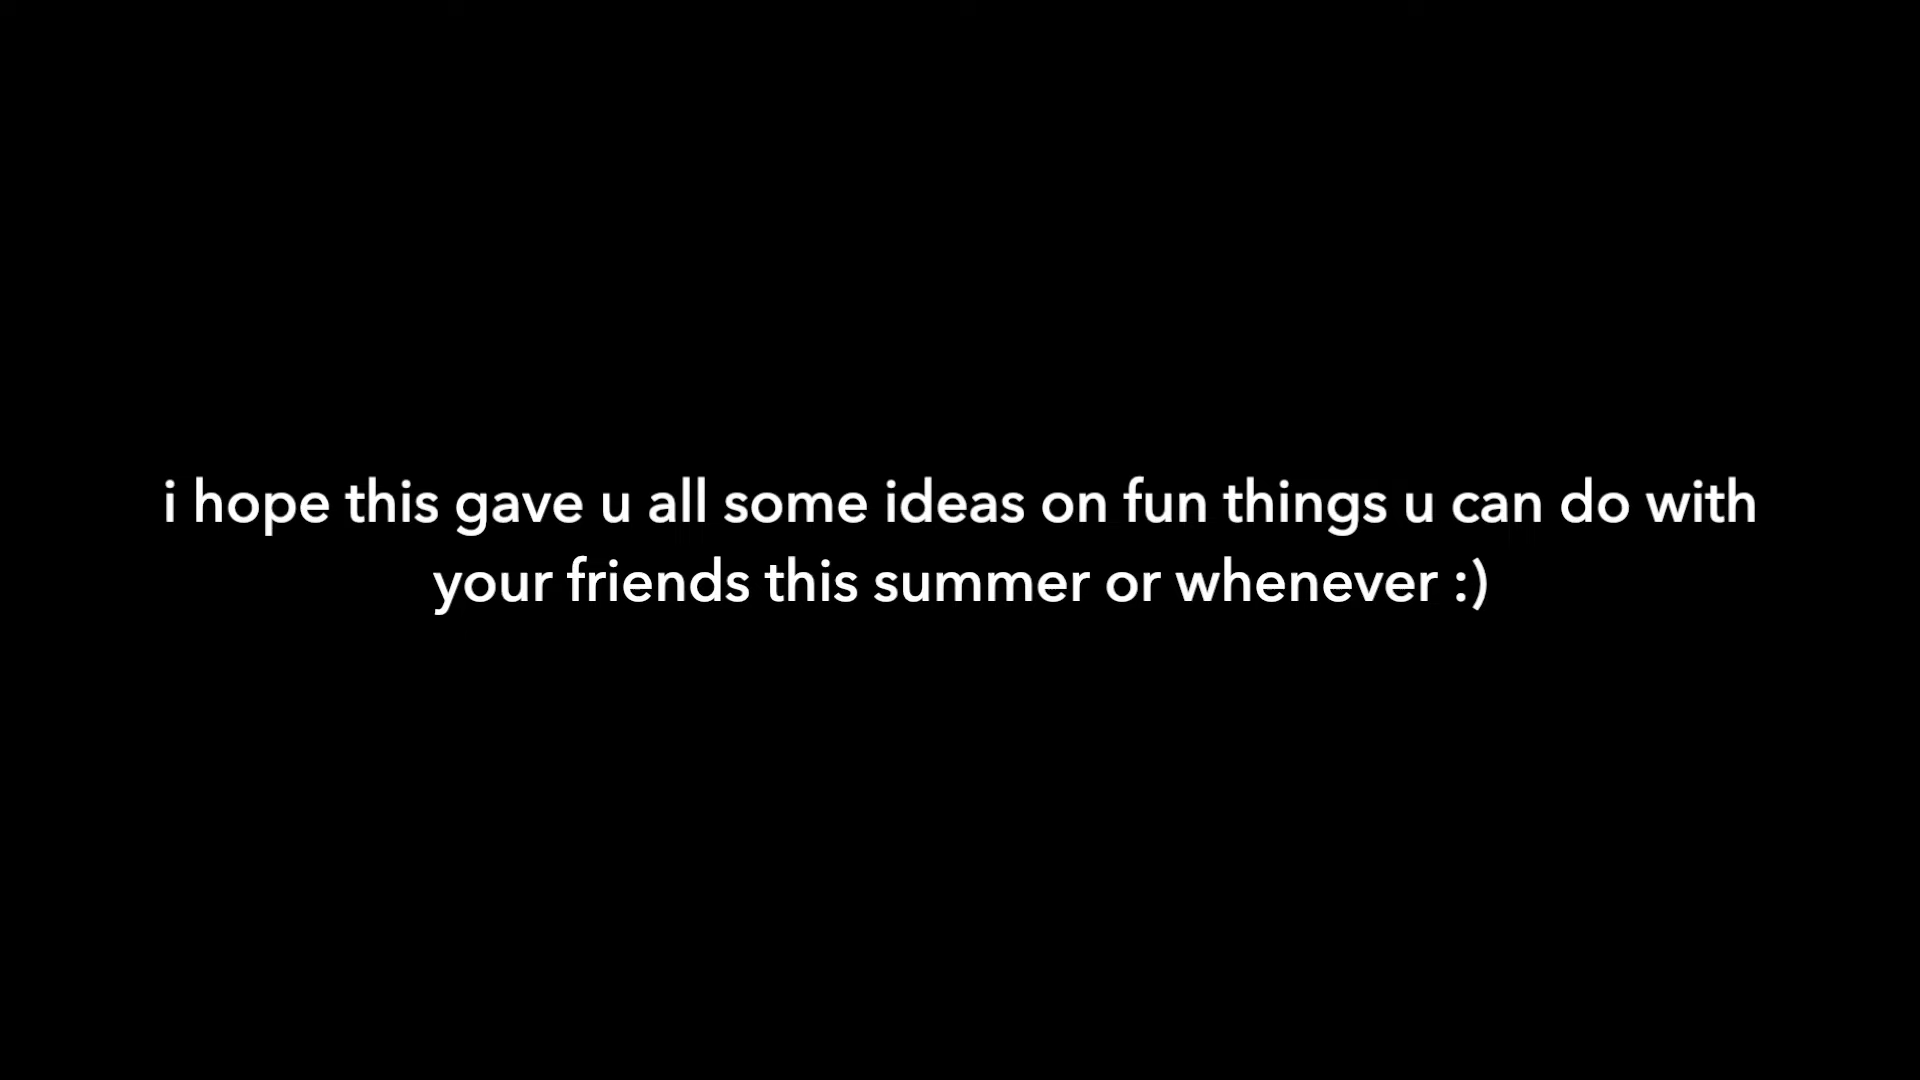 i hope this gave u all some ideas on fun things u can do with
your friends this summer or whenever :)